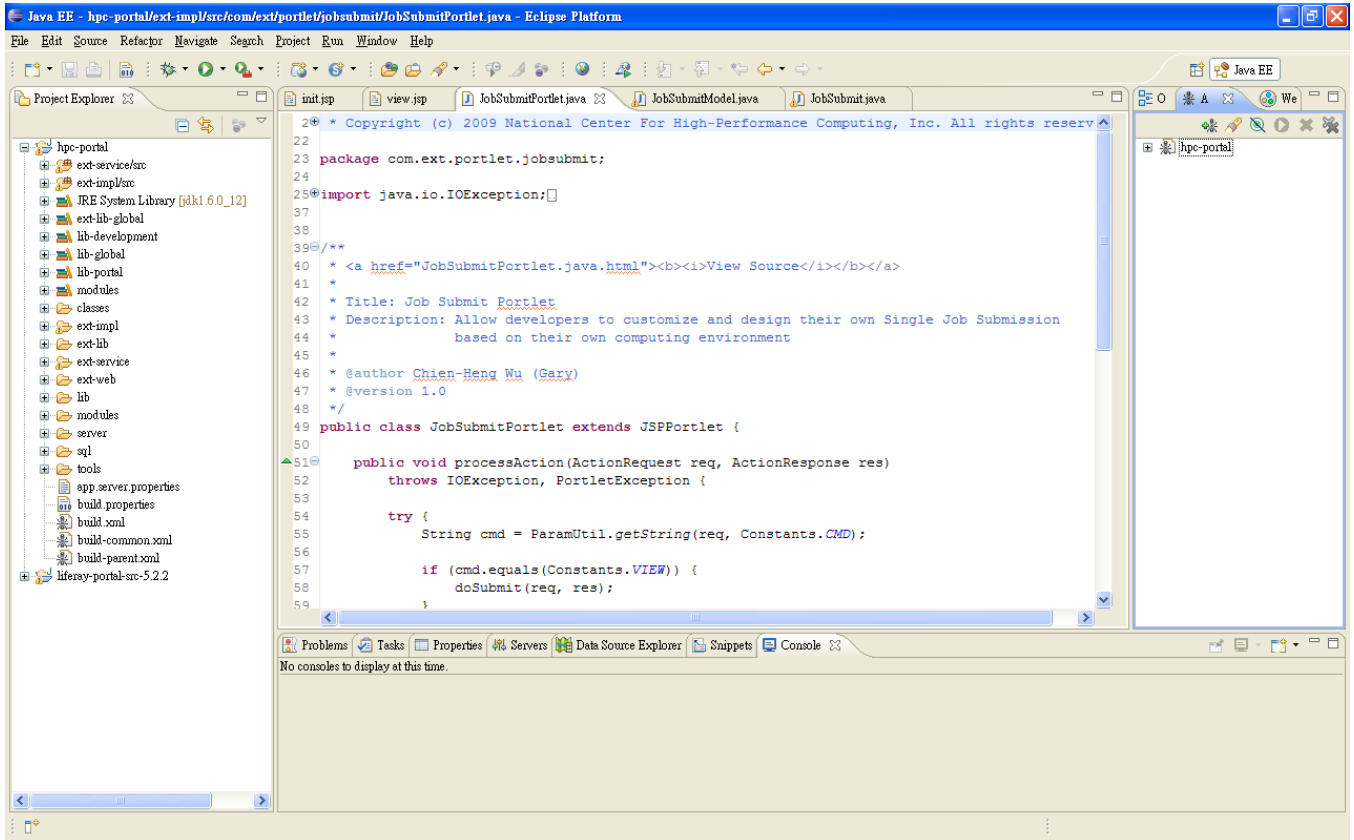 Java EE - hpc-portal/ext-impl/src/com/ext/portlet/jobsubmit/JobSubmitPortlet.java - Eclipse Platform
File Edit Source Refactor Navigate Search Project Run Window Help
Java EE
Project Explorer
hpc-portal
ext-service/src
ext-impl/src
JRE System Library [jdk1.6.0_12]
ext-lib-global
lib-development
lib-global
lib-portal
modules
classes
ext-impl
ext-lib
ext-service
ext-web
lib
modules
server
sql
tools
app.server.properties
build.properties
build.xml
build-common.xml
build-parent.xml
liferay-portal-src-5.2.2
init.jsp view.jsp JobSubmitPortlet.java JobSubmitModel.java JobSubmit.java
2 * Copyright (c) 2009 National Center For High-Performance Computing, Inc. All rights reserv
22
23 package com.ext.portlet.jobsubmit;
24
25 import java.io.IOException;
37
38
39 /**
40 * <a href="JobSubmitPortlet.java.html"><b><i>View Source</i></b></a>
41 *
42 * Title: Job Submit Portlet
43 * Description: Allow developers to customize and design their own Single Job Submission
44 * based on their own computing environment
45 *
46 * @author Chien-Heng Wu (Gary)
47 * @version 1.0
48 */
49 public class JobSubmitPortlet extends JSPPortlet {
50
51 public void processAction(ActionRequest req, ActionResponse res)
52 throws IOException, PortletException {
53
54 try {
55 String cmd = ParamUtil.getString(req, Constants.CMD);
56
57 if (cmd.equals(Constants.VIEW)) {
58 doSubmit(req, res);
59 }
O A We
hpc-portal
Problems Tasks Properties Servers Data Source Explorer Snippets Console
No consoles to display at this time.